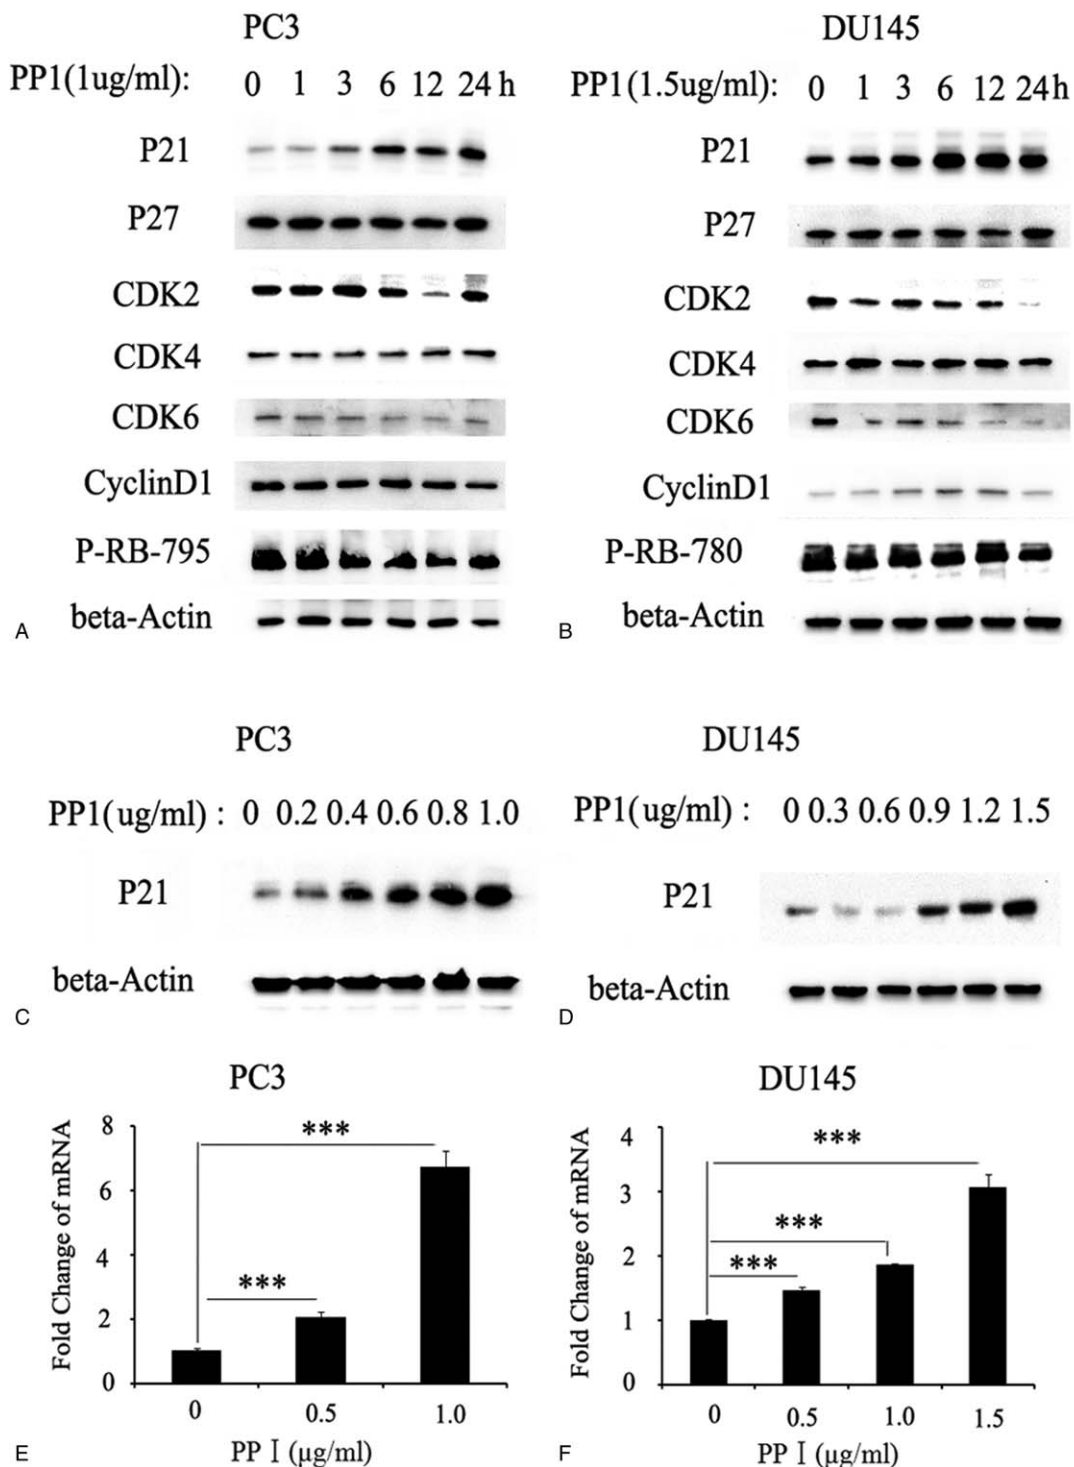 PC3
PP1(1ug/ml): 0 1 3 6 12 24 h
P21
P27
CDK2
CDK4
CDK6
CyclinD1
P-RB-795
beta-Actin
A
DU145
PP1(1.5ug/ml): 0 1 3 6 12 24h
P21
P27
CDK2
CDK4
CDK6
CyclinD1
P-RB-780
beta-Actin
B
PC3
PP1(ug/ml) : 0 0.2 0.4 0.6 0.8 1.0
P21
beta-Actin
C
DU145
PP1(ug/ml) : 0 0.3 0.6 0.9 1.2 1.5
P21
beta-Actin
D
PC3
Fold Change of mRNA
8
6
4
2
0
***
***
0 0.5 1.0
PP Ⅰ (μg/ml)
E
DU145
Fold Change of mRNA
4
3
2
1
0
***
***
***
0 0.5 1.0 1.5
PP Ⅰ (μg/ml)
F